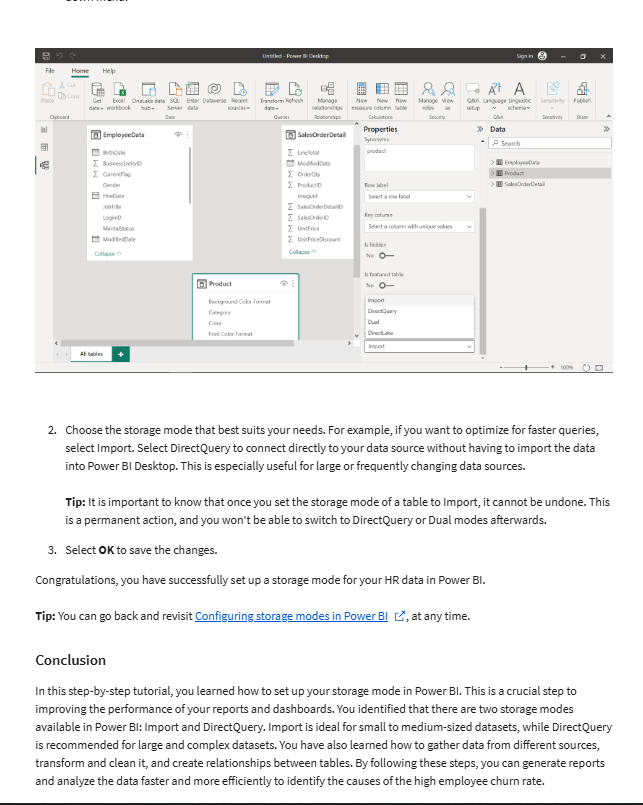 down menu.
Untitled - Power BI Desktop
Sign in
File Home Help
Paste
Cut
Copy
Get data
Excel workbook
OneLake data hub
SQL Server
Enter data
Dataverse
Recent sources
Transform data
Refresh
Manage relationships
New measure
New column
New table
Manage roles
View as
Q&A setup
Language
Linguistic schema
Sensitivity
Publish
Clipboard
Data
Queries
Relationships
Calculations
Security
Q&A
Sensitivity
Share
EmployeeData
BirthDate
BusinessEntityID
CurrentFlag
Gender
HireDate
JobTitle
LoginID
MaritalStatus
ModifiedDate
Collapse
SalesOrderDetail
LineTotal
ModifiedDate
OrderQty
ProductID
rowguid
SalesOrderDetailID
SalesOrderID
UnitPrice
UnitPriceDiscount
Collapse
Product
Background Color Format
Category
Color
Font Color Format
Properties
Synonyms
product
Row label
Select a row label
Key column
Select a column with unique values
Is hidden
No
Is featured table
No
Import
DirectQuery
Dual
DirectLake
Import
Data
Search
EmployeeData
Product
SalesOrderDetail
All tables
+
- + 100%
2. Choose the storage mode that best suits your needs. For example, if you want to optimize for faster queries,
select Import. Select DirectQuery to connect directly to your data source without having to import the data
into Power BI Desktop. This is especially useful for large or frequently changing data sources.
Tip: It is important to know that once you set the storage mode of a table to Import, it cannot be undone. This
is a permanent action, and you won't be able to switch to DirectQuery or Dual modes afterwards.
3. Select OK to save the changes.
Congratulations, you have successfully set up a storage mode for your HR data in Power BI.
Tip: You can go back and revisit Configuring storage modes in Power BI , at any time.
Conclusion
In this step-by-step tutorial, you learned how to set up your storage mode in Power BI. This is a crucial step to
improving the performance of your reports and dashboards. You identified that there are two storage modes
available in Power BI: Import and DirectQuery. Import is ideal for small to medium-sized datasets, while DirectQuery
is recommended for large and complex datasets. You have also learned how to gather data from different sources,
transform and clean it, and create relationships between tables. By following these steps, you can generate reports
and analyze the data faster and more efficiently to identify the causes of the high employee churn rate.